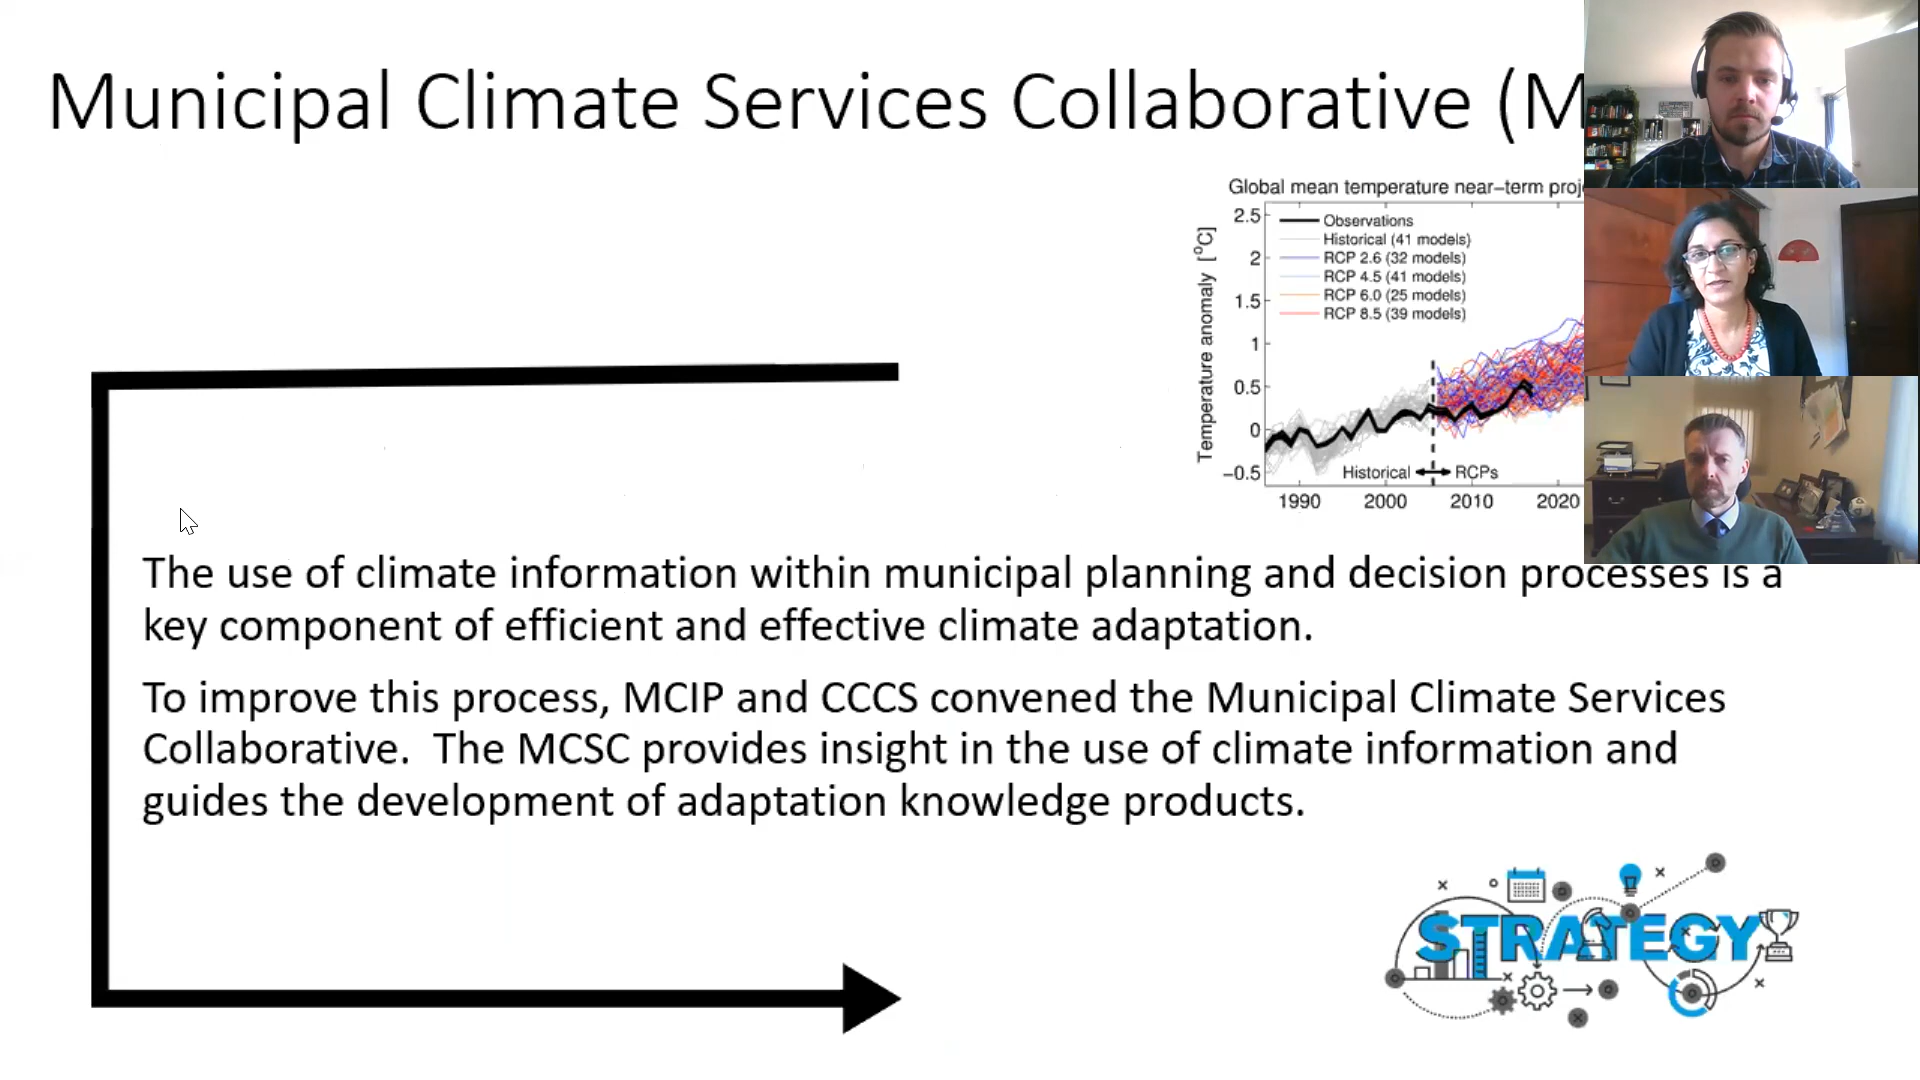 Municipal Climate Services Collaborative (M
Global mean temperature near-term proj
Temperature anomaly [°C]
2.5
2
1.5
1
0.5
0
-0.5
Observations
Historical (41 models)
RCP 2.6 (32 models)
RCP 4.5 (41 models)
RCP 6.0 (25 models)
RCP 8.5 (39 models)
Historical RCPs
1990 2000 2010 2020
The use of climate information within municipal planning and decision processes is a
key component of efficient and effective climate adaptation.
To improve this process, MCIP and CCCS convened the Municipal Climate Services
Collaborative. The MCSC provides insight in the use of climate information and
guides the development of adaptation knowledge products.
STRATEGY